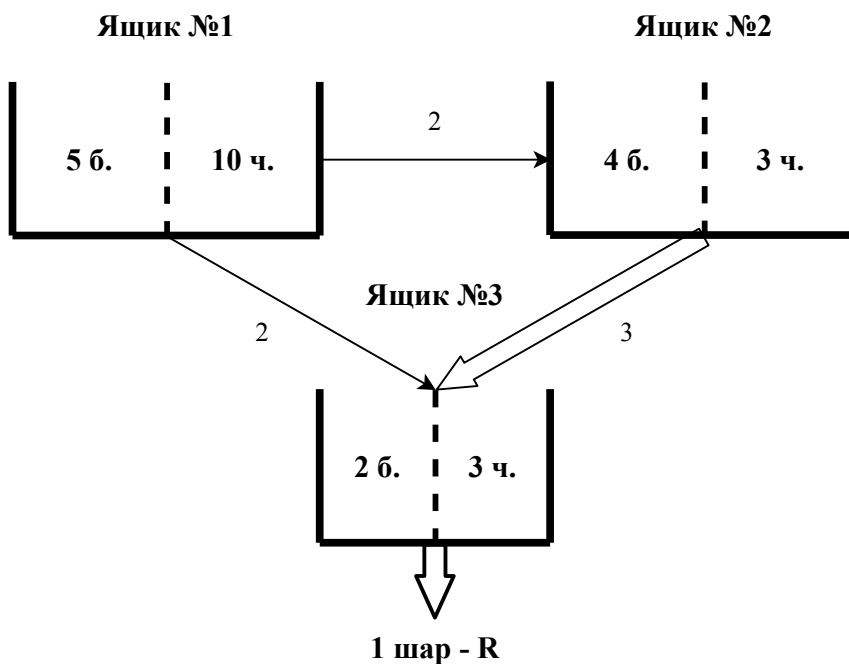 Ящик №1
Ящик №2
5 б.
10 ч.
2
4 б.
3 ч.
Ящик №3
2
3
2 б.
3 ч.
1 шар - R